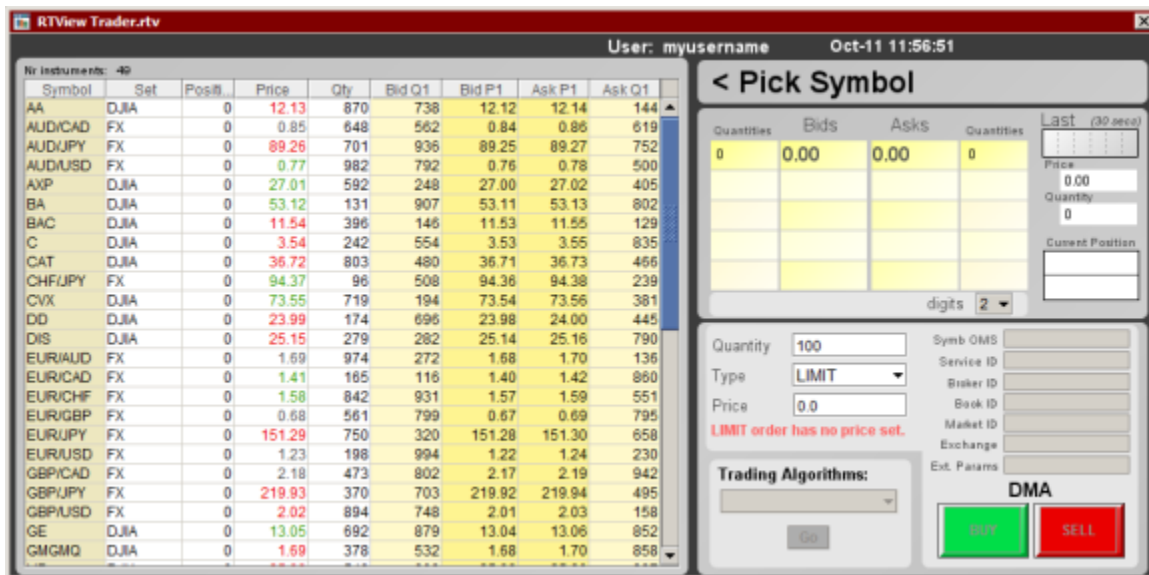 RTView Trader.rtv
User: myusername Oct-11 11:56:51
Nr instruments: 49
Symbol Set Positi... Price Qty Bid Q1 Bid P1 Ask P1 Ask Q1
AA DJIA 0 12.13 870 738 12.12 12.14 144
AUD/CAD FX 0 0.85 648 562 0.84 0.86 619
AUD/JPY FX 0 89.26 701 936 89.25 89.27 752
AUD/USD FX 0 0.77 982 792 0.76 0.78 500
AXP DJIA 0 27.01 592 248 27.00 27.02 405
BA DJIA 0 53.12 131 907 53.11 53.13 802
BAC DJIA 0 11.54 396 146 11.53 11.55 129
C DJIA 0 3.54 242 554 3.53 3.55 835
CAT DJIA 0 36.72 803 480 36.71 36.73 466
CHF/JPY FX 0 94.37 96 508 94.36 94.38 239
CVX DJIA 0 73.55 719 194 73.54 73.56 381
DD DJIA 0 23.99 174 696 23.98 24.00 445
DIS DJIA 0 25.15 279 282 25.14 25.16 790
EUR/AUD FX 0 1.69 974 272 1.68 1.70 136
EUR/CAD FX 0 1.41 165 116 1.40 1.42 860
EUR/CHF FX 0 1.58 842 931 1.57 1.59 551
EUR/GBP FX 0 0.68 561 799 0.67 0.69 795
EUR/JPY FX 0 151.29 750 320 151.28 151.30 658
EUR/USD FX 0 1.23 198 994 1.22 1.24 230
GBP/CAD FX 0 2.18 473 802 2.17 2.19 942
GBP/JPY FX 0 219.93 370 703 219.92 219.94 495
GBP/USD FX 0 2.02 894 748 2.01 2.03 158
GE DJIA 0 13.05 692 879 13.04 13.06 852
GMGMQ DJIA 0 1.69 378 532 1.68 1.70 858
< Pick Symbol
Quantities Bids Asks Quantities
0 0.00 0.00 0
digits 2
Last (30 secs)
Price
0.00
Quantity
0
Current Position
Quantity 100
Type LIMIT
Price 0.0
LIMIT order has no price set.
Trading Algorithms:
Go
Symb OMS
Service ID
Broker ID
Book ID
Market ID
Exchange
Ext. Params
DMA
BUY SELL